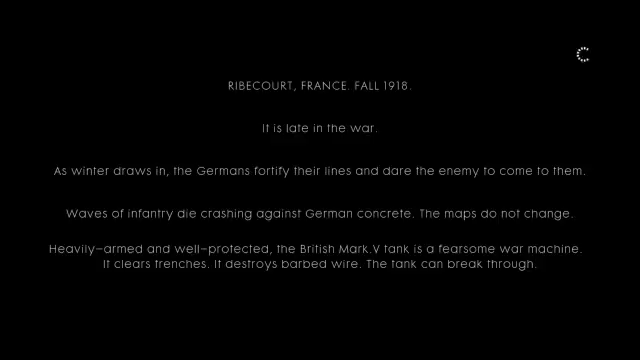 RIBECOURT, FRANCE. FALL 1918.
It is late in the war.
As winter draws in, the Germans fortify their lines and dare the enemy to come to them.
Waves of infantry die crashing against German concrete. The maps do not change.
Heavily-armed and well-protected, the British Mark.V tank is a fearsome war machine.
It clears trenches. It destroys barbed wire. The tank can break through.